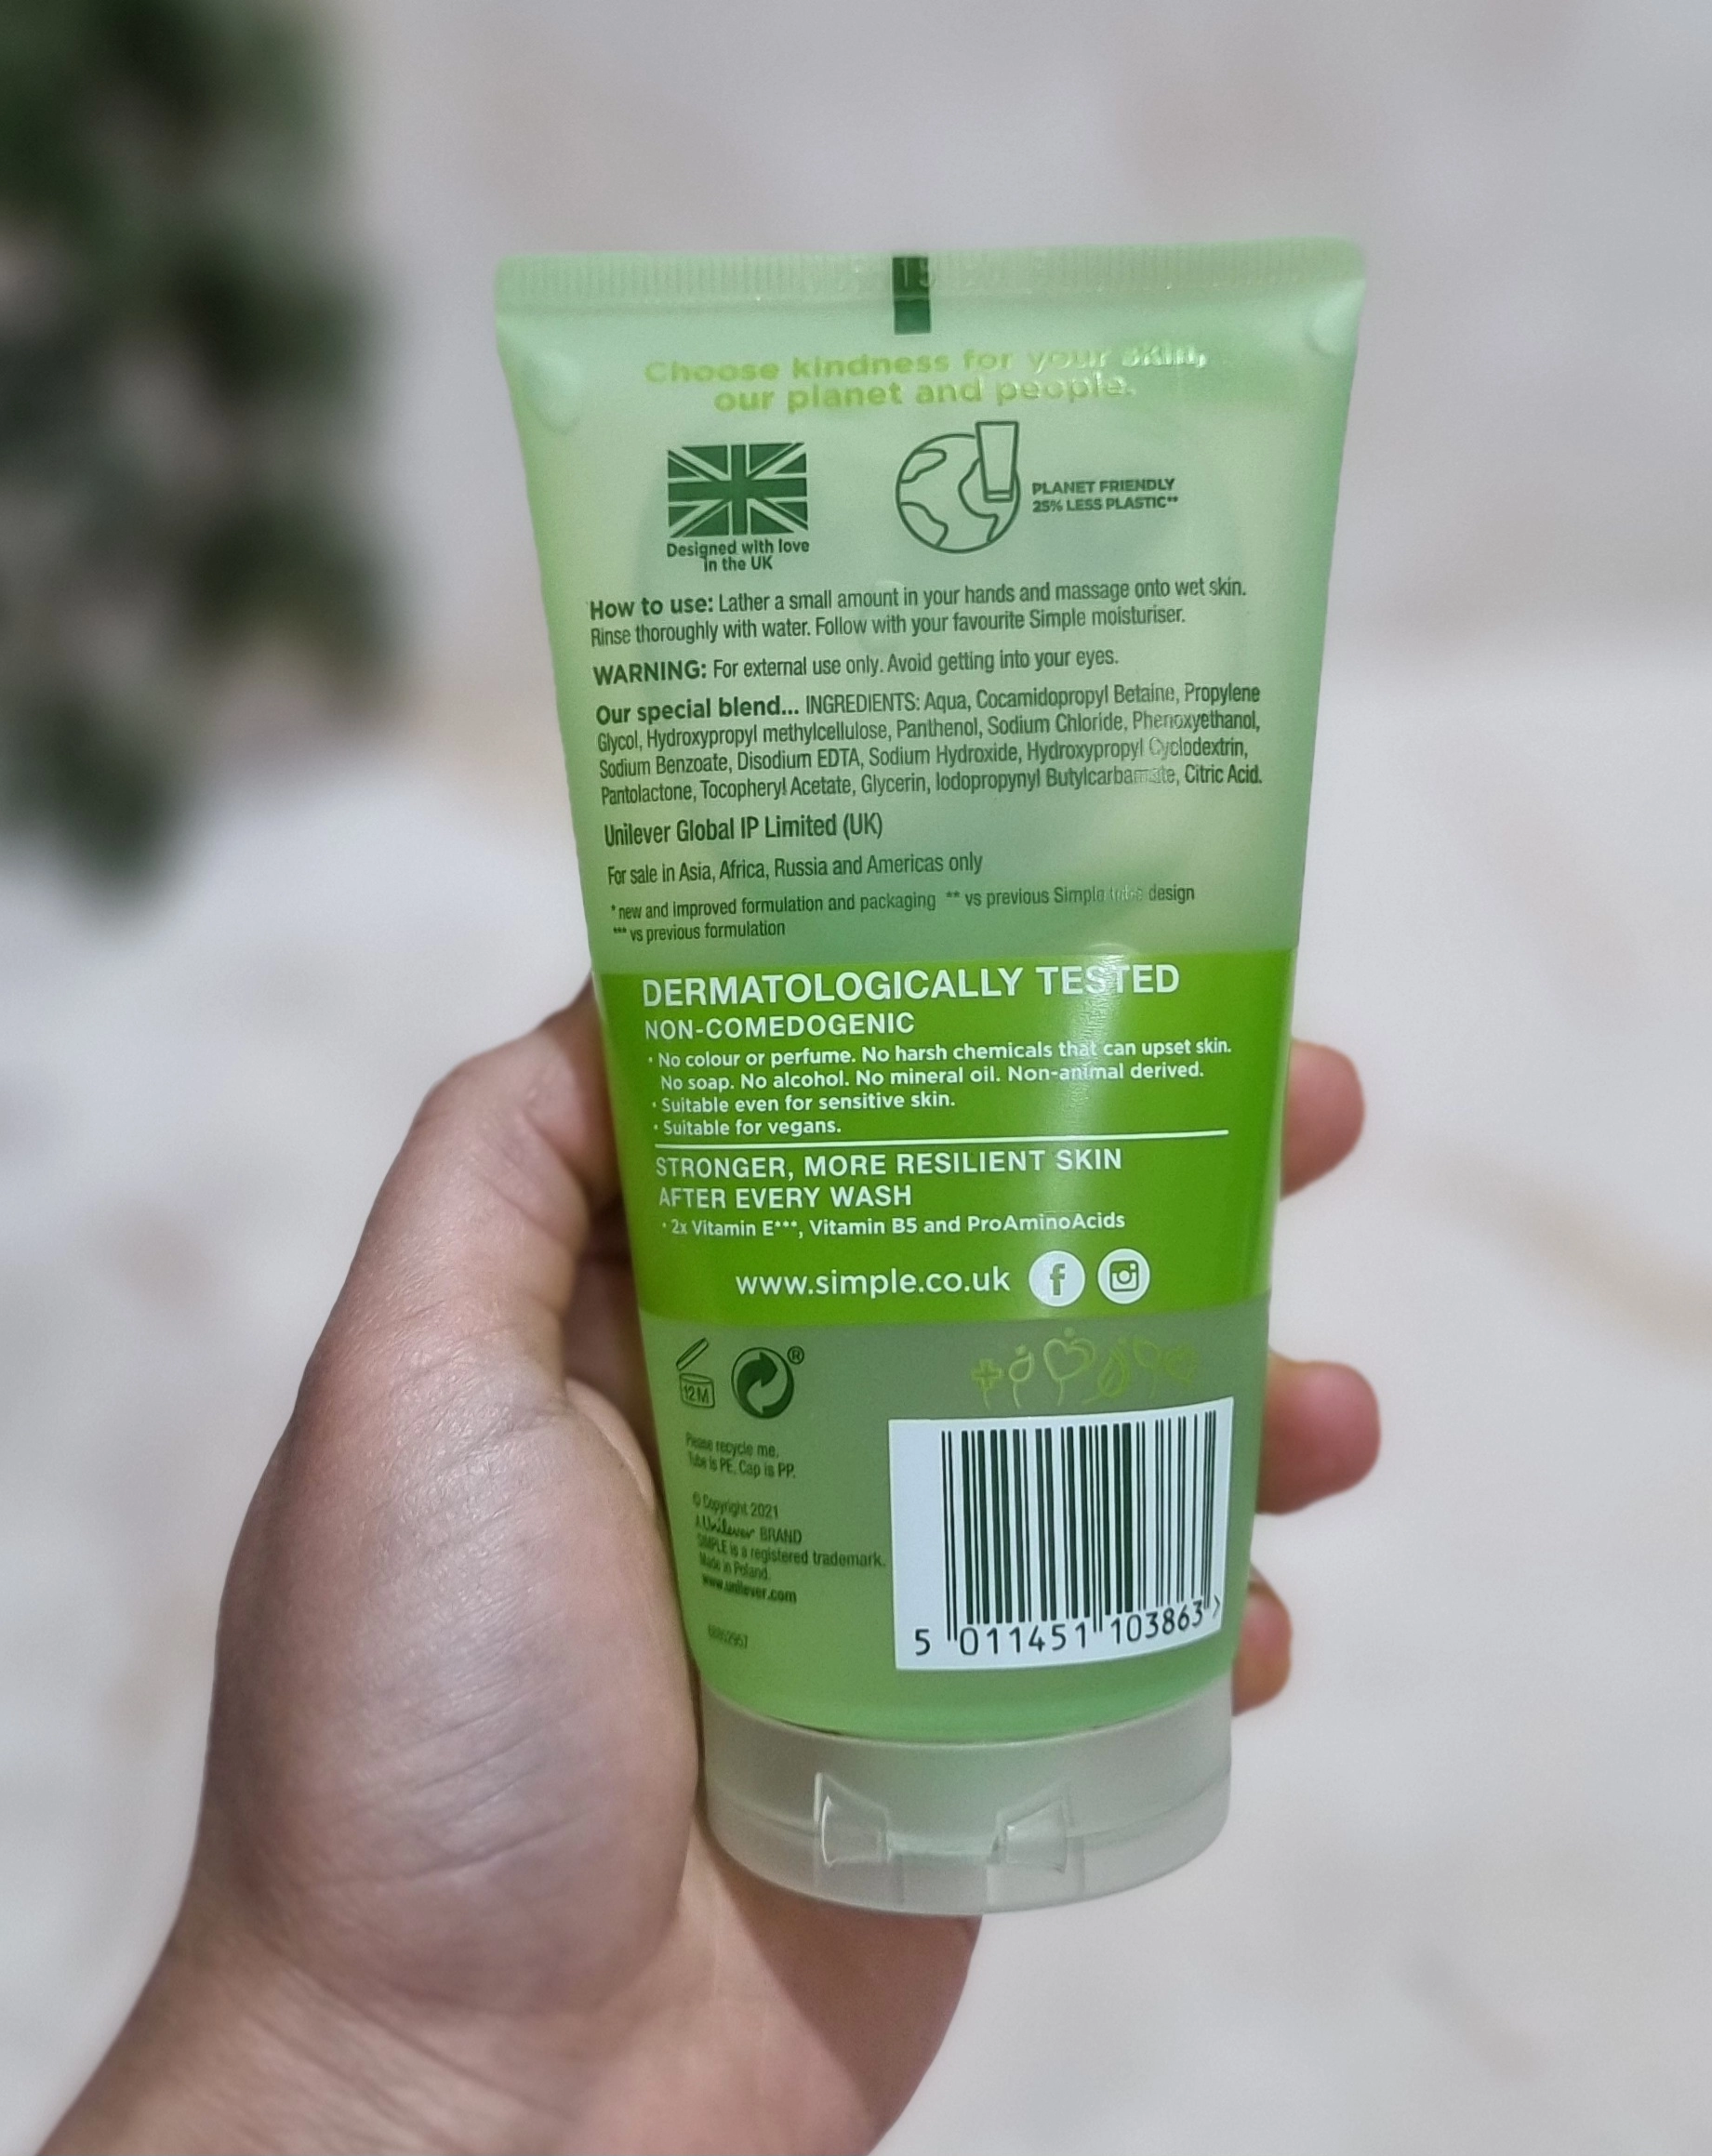 15
Choose kindness for your skin,
our planet and people.
Designed with love
in the UK
PLANET FRIENDLY
25% LESS PLASTIC**
How to use: Lather a small amount in your hands and massage onto wet skin.
Rinse thoroughly with water. Follow with your favourite Simple moisturiser.
WARNING: For external use only. Avoid getting into your eyes.
Our special blend... INGREDIENTS: Aqua, Cocamidopropyl Betaine, Propylene
Glycol, Hydroxypropyl methylcellulose, Panthenol, Sodium Chloride, Phenoxyethanol,
Sodium Benzoate, Disodium EDTA, Sodium Hydroxide, Hydroxypropyl Cyclodextrin,
Pantolactone, Tocopheryl Acetate, Glycerin, Iodopropynyl Butylcarbamate, Citric Acid.
Unilever Global IP Limited (UK)
For sale in Asia, Africa, Russia and Americas only
* new and improved formulation and packaging ** vs previous Simple tube design
*** vs previous formulation
DERMATOLOGICALLY TESTED
NON-COMEDOGENIC
• No colour or perfume. No harsh chemicals that can upset skin.
No soap. No alcohol. No mineral oil. Non-animal derived.
• Suitable even for sensitive skin.
• Suitable for vegans.
STRONGER, MORE RESILIENT SKIN
AFTER EVERY WASH
• 2x Vitamin E***, Vitamin B5 and ProAminoAcids
www.simple.co.uk
12M
®
Please recycle me.
Tube is PE. Cap is PP.
© Copyright 2021
A Unilever BRAND
SIMPLE is a registered trademark.
Made in Poland.
www.unilever.com
5 011451 103863 >